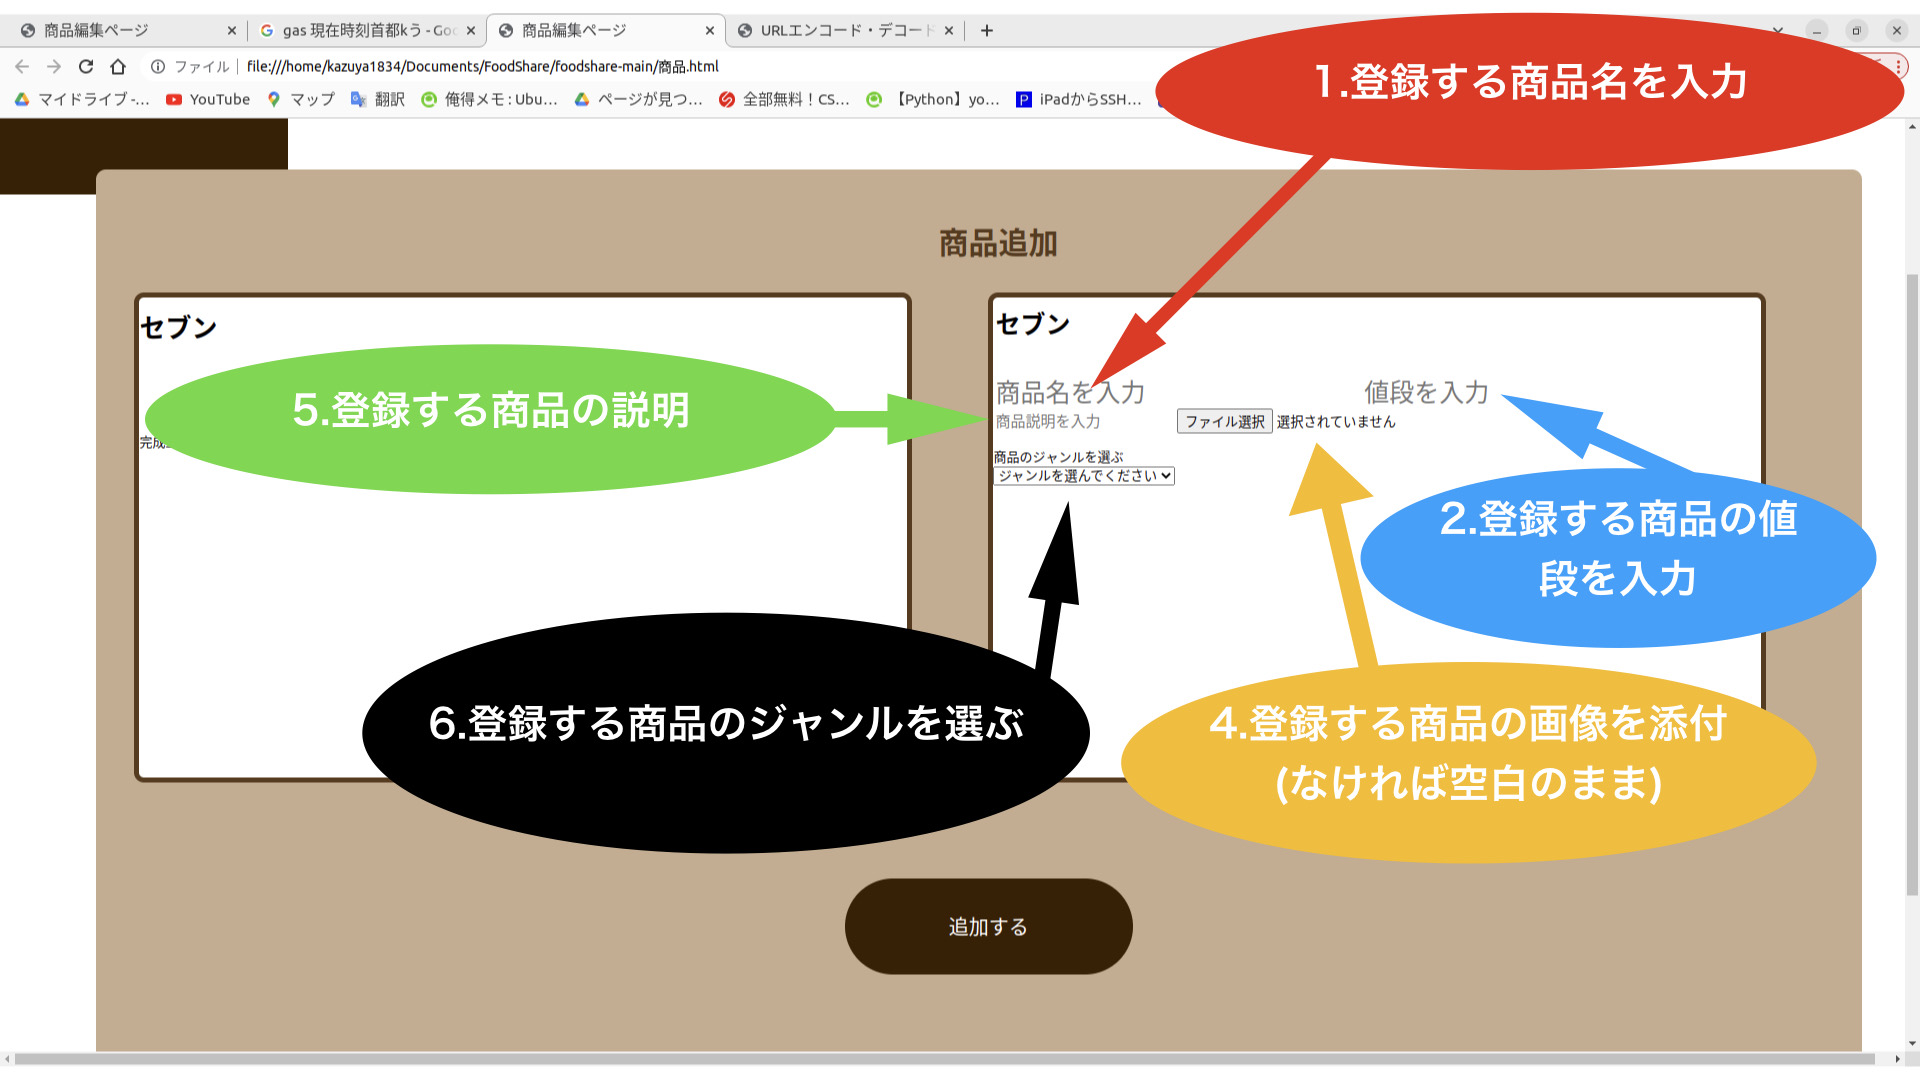 商品編集ページ
gas 現在時刻首都kう - Goo
商品編集ページ
URLエンコード・デコード
ファイル
file:///home/kazuya1834/Documents/FoodShare/foodshare-main/商品.html
マイドライブ -...
YouTube
マップ
翻訳
俺得メモ : Ubu...
ページが見つ...
全部無料！CS...
【Python】yo...
iPadからSSH...
1.登録する商品名を入力
商品追加
セブン
セブン
5.登録する商品の説明
商品名を入力
値段を入力
商品説明を入力
ファイル選択 選択されていません
完成
商品のジャンルを選ぶ
ジャンルを選んでください
2.登録する商品の値
段を入力
6.登録する商品のジャンルを選ぶ
4.登録する商品の画像を添付
(なければ空白のまま)
追加する